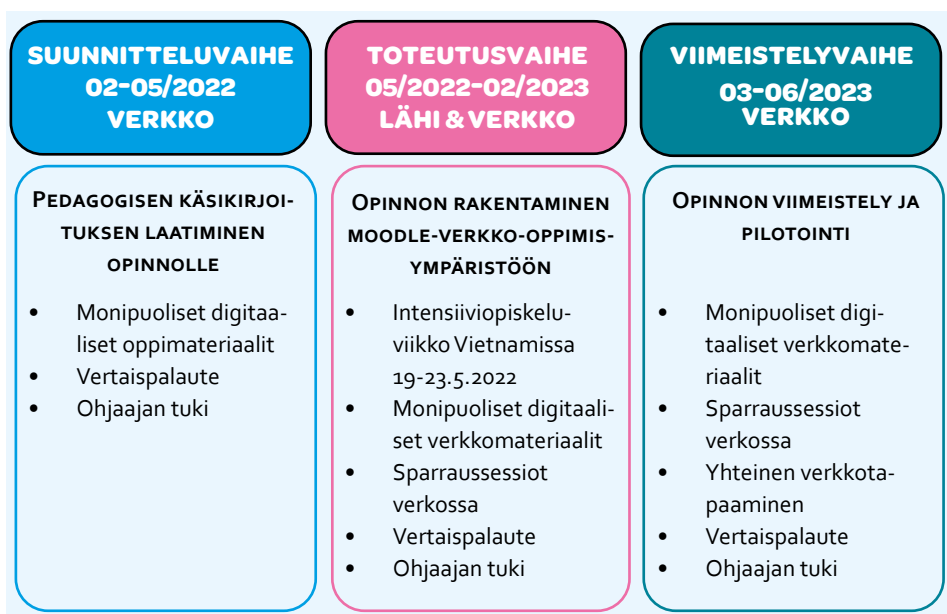 SUUNNITTELUVAIHE
02-05/2022
VERKKO
PEDAGOGISEN KÄSIKIRJOI-
TUKSEN LAATIMINEN
OPINNOLLE
• Monipuoliset digitaa-
liset oppimateriaalit
• Vertaispalaute
• Ohjaajan tuki
TOTEUTUSVAIHE
05/2022-02/2023
LÄHI & VERKKO
OPINNON RAKENTAMINEN
MOODLE-VERKKO-OPPIMIS-
YMPÄRISTÖÖN
• Intensiiviopiskelu-
viikko Vietnamissa
19-23.5.2022
• Monipuoliset digitaali-
set verkkomateriaalit
• Sparraussessiot
verkossa
• Vertaispalaute
• Ohjaajan tuki
VIIMEISTELYVAIHE
03-06/2023
VERKKO
OPINNON VIIMEISTELY JA
PILOTOINTI
• Monipuoliset digi-
taaliset verkkomate-
riaalit
• Sparraussessiot
verkossa
• Yhteinen verkkota-
paaminen
• Vertaispalaute
• Ohjaajan tuki